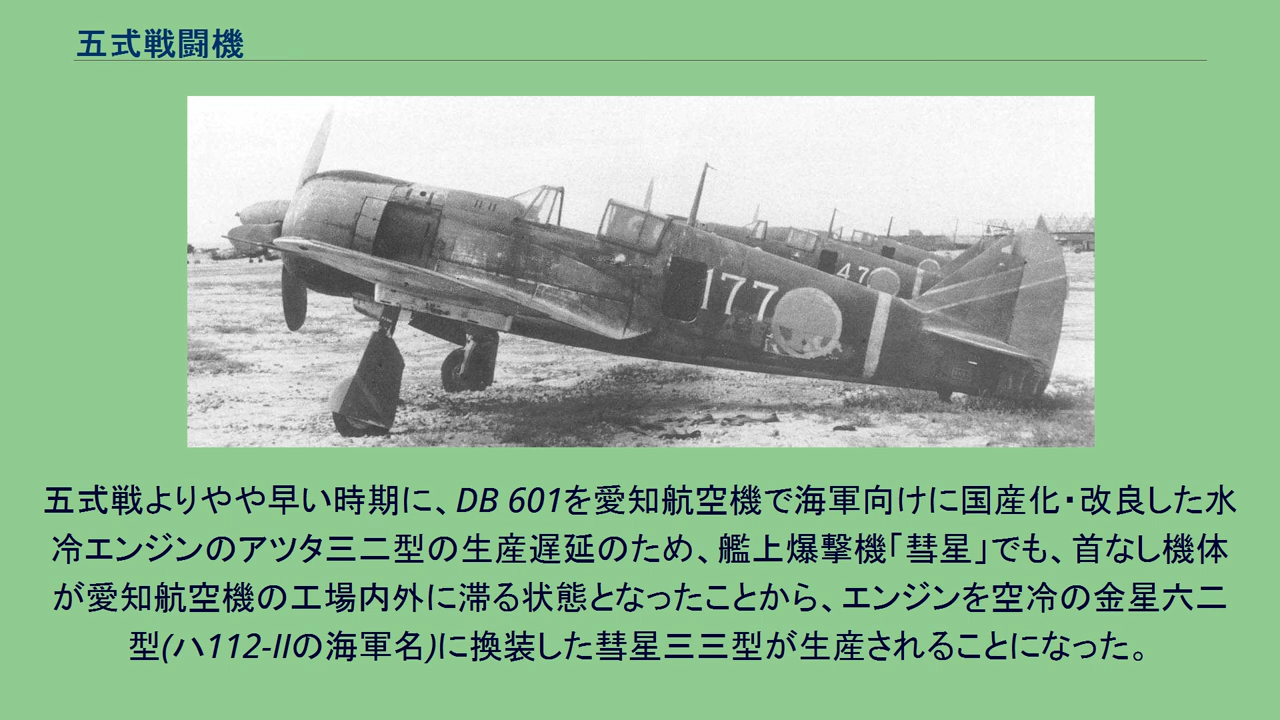 五式戦闘機
177
47
五式戦よりやや早い時期に、DB 601を愛知航空機で海軍向けに国産化・改良した水
冷エンジンのアツタ三二型の生産遅延のため、艦上爆撃機「彗星」でも、首なし機体
が愛知航空機の工場内外に滞る状態となったことから、エンジンを空冷の金星六二
型(ハ112-IIの海軍名)に換装した彗星三三型が生産されることになった。